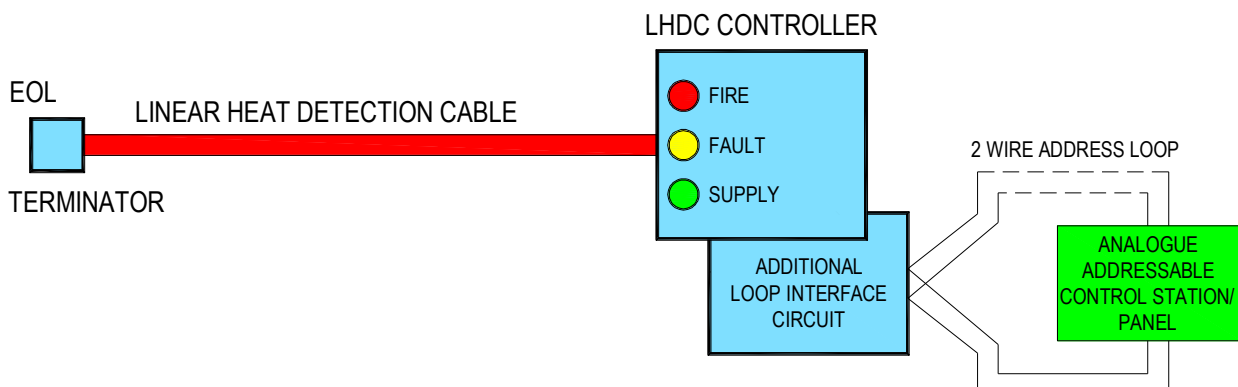 LHDC CONTROLLER
EOL
LINEAR HEAT DETECTION CABLE
TERMINATOR
FIRE
FAULT
SUPPLY
2 WIRE ADDRESS LOOP
ADDITIONAL
LOOP INTERFACE
CIRCUIT
ANALOGUE
ADDRESSABLE
CONTROL STATION/
PANEL